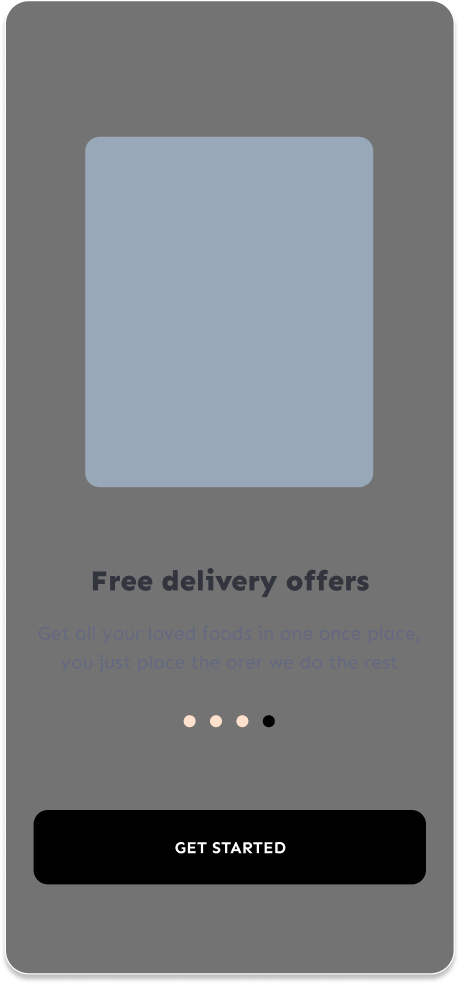 Free delivery offers
Get all your loved foods in one once place,
you just place the orer we do the rest
GET STARTED